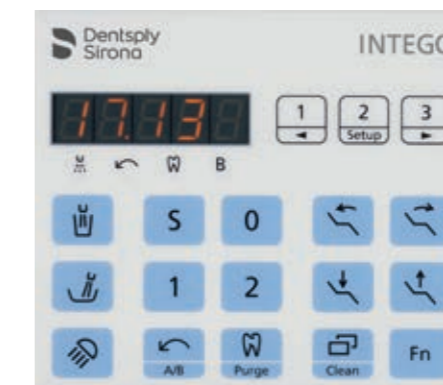 Dentsply
Sirona
INTEGO
17.13
1
2
Setup
3
B
S
0
1
2
A/B
Purge
Clean
Fn